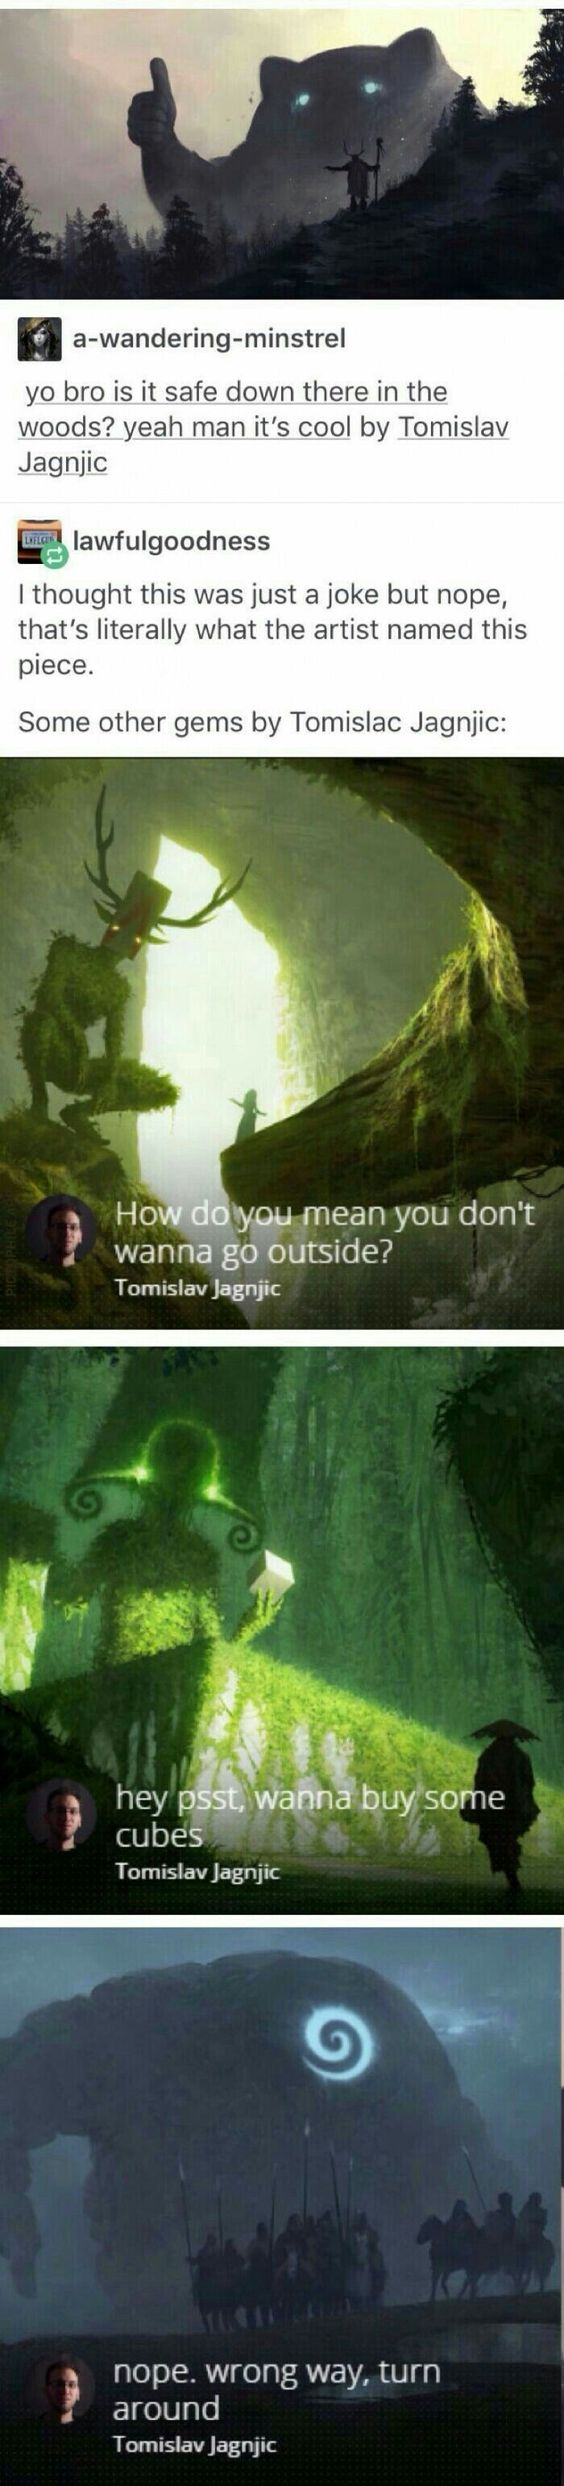 a-wandering-minstrel
yo bro is it safe down there in the
woods? yeah man it's cool by Tomislav
Jagnjic
lawfulgoodness
I thought this was just a joke but nope,
that's literally what the artist named this
piece.
Some other gems by Tomislac Jagnjic:
How do you mean you don't
wanna go outside?
Tomislav Jagnjic
hey psst, wanna buy some
cubes
Tomislav Jagnjic
nope. wrong way, turn
around
Tomislav Jagnjic